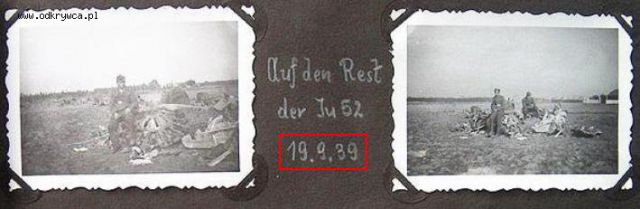 www.odkrywca.pl
Auf den Rest
der Ju 52
19.9.39